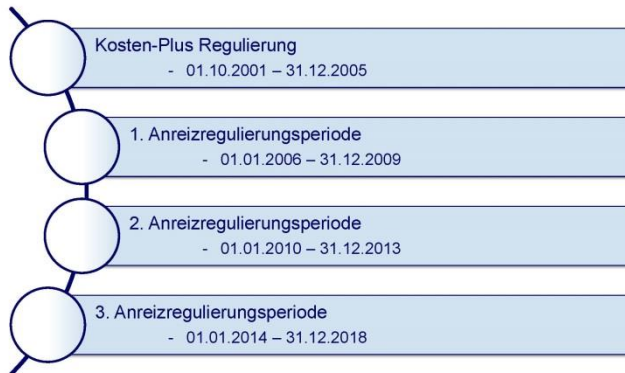 Kosten-Plus Regulierung
- 01.10.2001 – 31.12.2005
1. Anreizregulierungsperiode
- 01.01.2006 – 31.12.2009
2. Anreizregulierungsperiode
- 01.01.2010 – 31.12.2013
3. Anreizregulierungsperiode
- 01.01.2014 – 31.12.2018